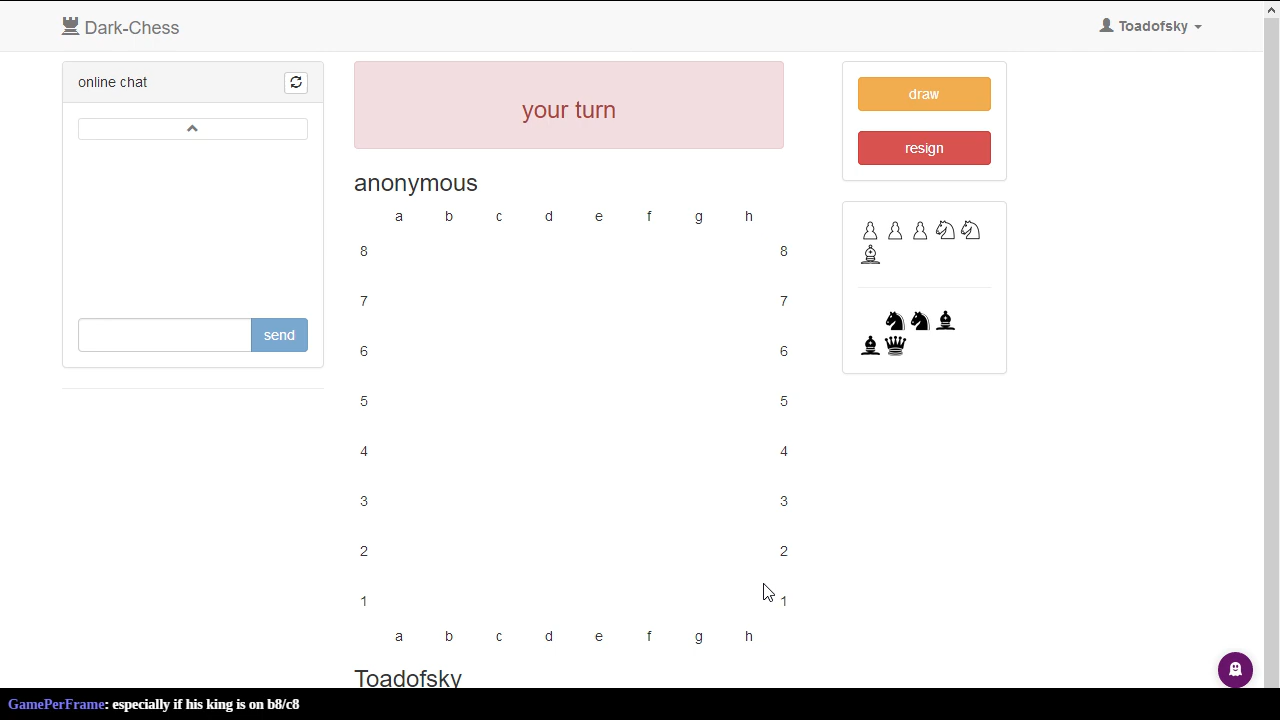 Dark-Chess
Toadofsky
online chat
send
your turn
anonymous
a b c d e f g h
8 8
7 7
6 6
5 5
4 4
3 3
2 2
1 1
a b c d e f g h
Toadofsky
draw
resign
GamePerFrame: especially if his king is on b8/c8